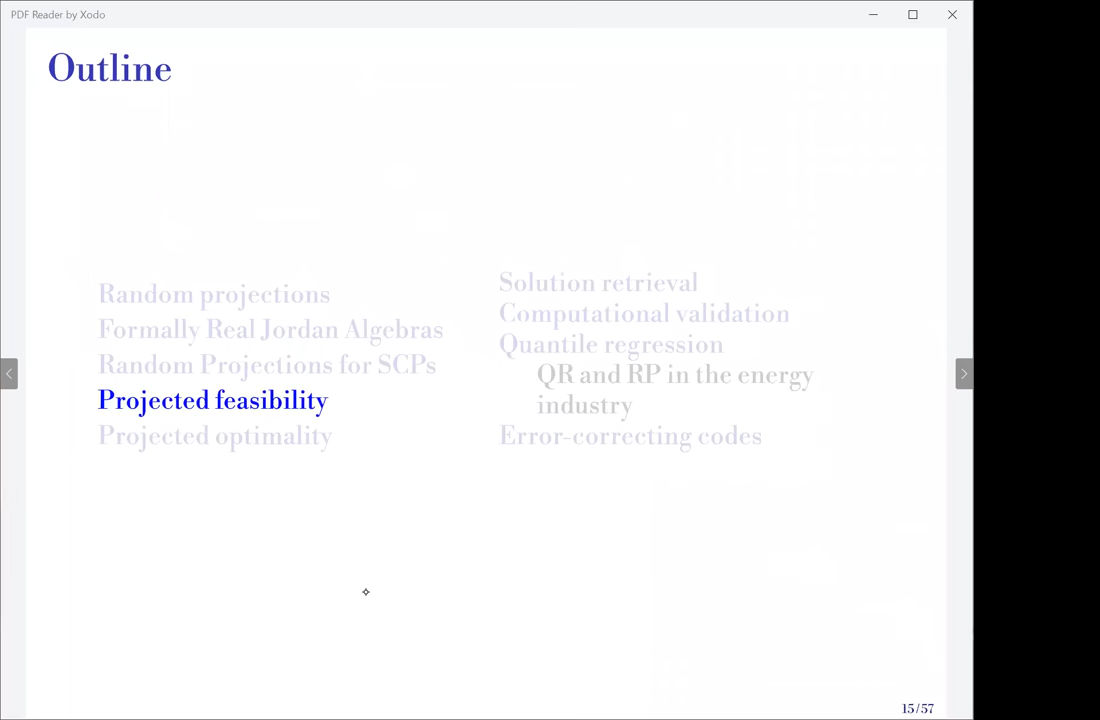 PDF Reader by Xodo
Outline
Random projections
Formally Real Jordan Algebras
Random Projections for SCPs
Projected feasibility
Projected optimality
Solution retrieval
Computational validation
Quantile regression
QR and RP in the energy
industry
Error-correcting codes
15/57